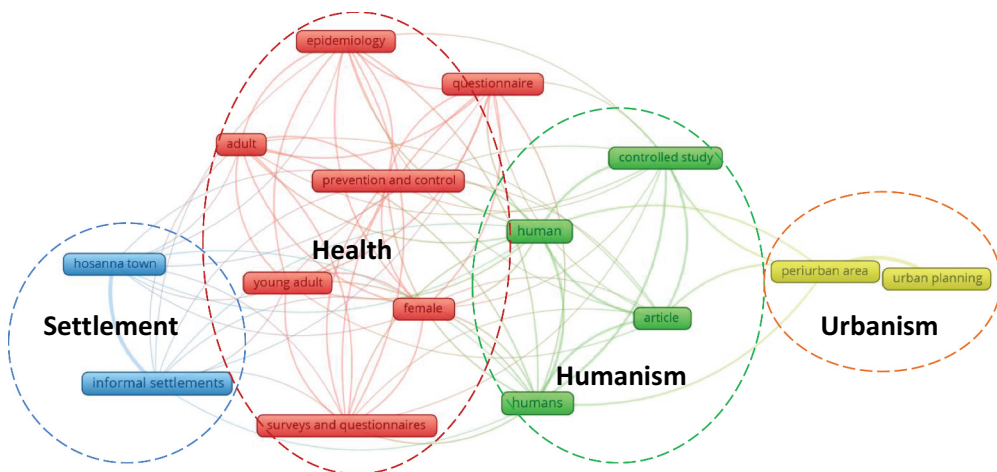 epidemiology
questionnaire
adult
controlled study
prevention and control
human
Health
hosanna town
periurban area
urban planning
young adult
female
article
Settlement
Urbanism
Humanism
informal settlements
humans
surveys and questionnaires